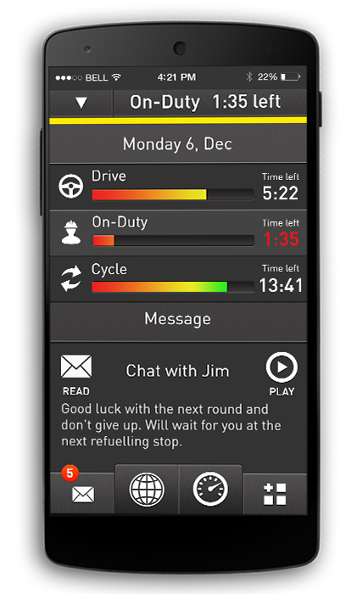 BELL 4:21 PM 22%
On-Duty 1:35 left
Monday 6, Dec
Drive Time left
5:22
On-Duty Time left
1:35
Cycle Time left
13:41
Message
Chat with Jim
READ PLAY
Good luck with the next round and
don't give up. Will wait for you at the
next refuelling stop.
5